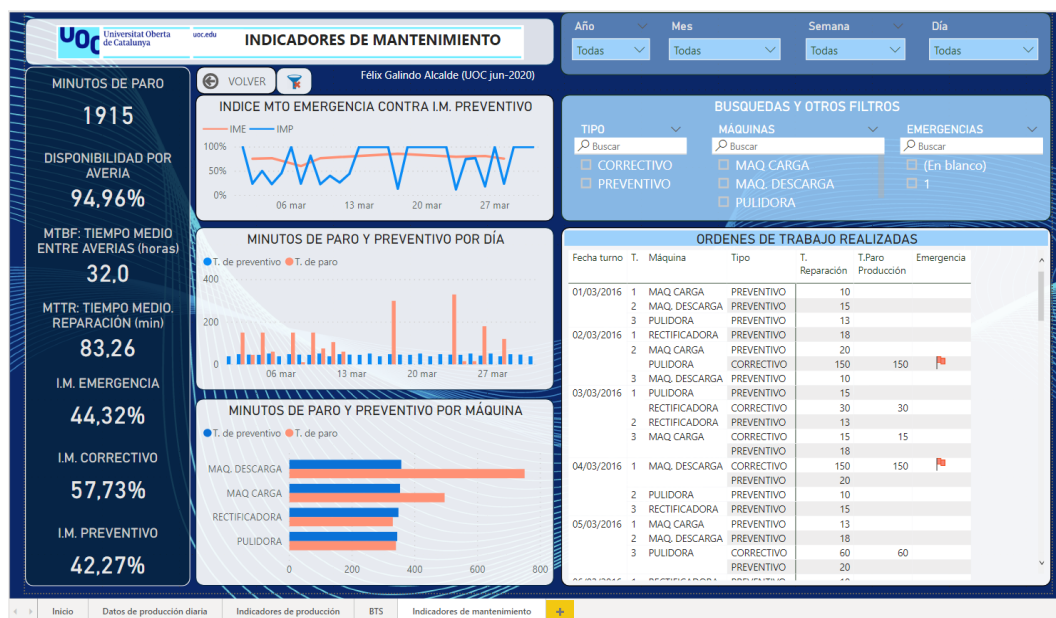 UOC Universitat Oberta de Catalunya
uoc.edu
INDICADORES DE MANTENIMIENTO
Año Mes Semana Día
Todas Todas Todas Todas
MINUTOS DE PARO
1915
DISPONIBILIDAD POR AVERIA
94,96%
MTBF: TIEMPO MEDIO ENTRE AVERIAS (horas)
32,0
MTTR: TIEMPO MEDIO. REPARACIÓN (min)
83,26
I.M. EMERGENCIA
44,32%
I.M. CORRECTIVO
57,73%
I.M. PREVENTIVO
42,27%
VOLVER
Félix Galindo Alcalde (UOC jun-2020)
INDICE MTO EMERGENCIA CONTRA I.M. PREVENTIVO
IME IMP
100%
50%
0%
06 mar 13 mar 20 mar 27 mar
MINUTOS DE PARO Y PREVENTIVO POR DÍA
T. de preventivo T. de paro
400
200
0
06 mar 13 mar 20 mar 27 mar
MINUTOS DE PARO Y PREVENTIVO POR MÁQUINA
T. de preventivo T. de paro
MAQ. DESCARGA
MAQ CARGA
RECTIFICADORA
PULIDORA
0 200 400 600 800
BUSQUEDAS Y OTROS FILTROS
TIPO MÁQUINAS EMERGENCIAS
Buscar Buscar Buscar
CORRECTIVO MAQ CARGA (En blanco)
PREVENTIVO MAQ. DESCARGA 1
PULIDORA
ORDENES DE TRABAJO REALIZADAS
Fecha turno T. Máquina Tipo T. Reparación T.Paro Producción Emergencia
01/03/2016 1 MAQ CARGA PREVENTIVO 10
2 MAQ. DESCARGA PREVENTIVO 15
3 PULIDORA PREVENTIVO 13
02/03/2016 1 RECTIFICADORA PREVENTIVO 18
2 MAQ CARGA PREVENTIVO 20
PULIDORA CORRECTIVO 150 150
3 MAQ. DESCARGA PREVENTIVO 10
03/03/2016 1 PULIDORA PREVENTIVO 15
RECTIFICADORA CORRECTIVO 30 30
2 RECTIFICADORA PREVENTIVO 13
3 MAQ CARGA CORRECTIVO 15 15
PREVENTIVO 18
04/03/2016 1 MAQ. DESCARGA CORRECTIVO 150 150
PREVENTIVO 20
2 PULIDORA PREVENTIVO 10
3 RECTIFICADORA PREVENTIVO 15
05/03/2016 1 MAQ CARGA PREVENTIVO 13
2 MAQ. DESCARGA PREVENTIVO 18
3 PULIDORA CORRECTIVO 60 60
PREVENTIVO 20
Inicio Datos de producción diaria Indicadores de producción BTS Indicadores de mantenimiento +